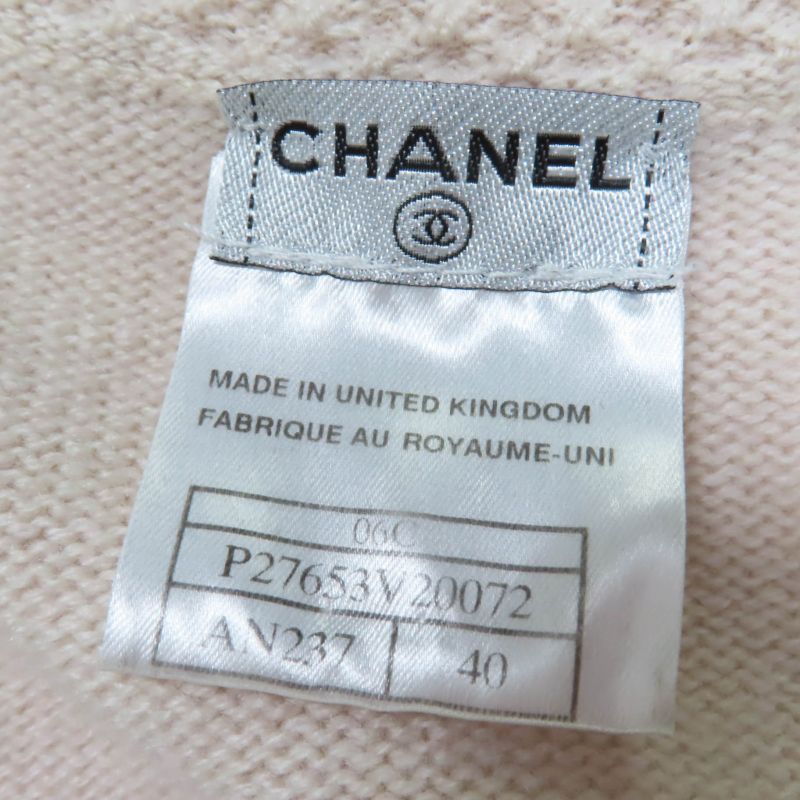 CHANEL
MADE IN UNITED KINGDOM
FABRIQUE AU ROYAUME-UNI
06C
P27653V20072
AN237 40